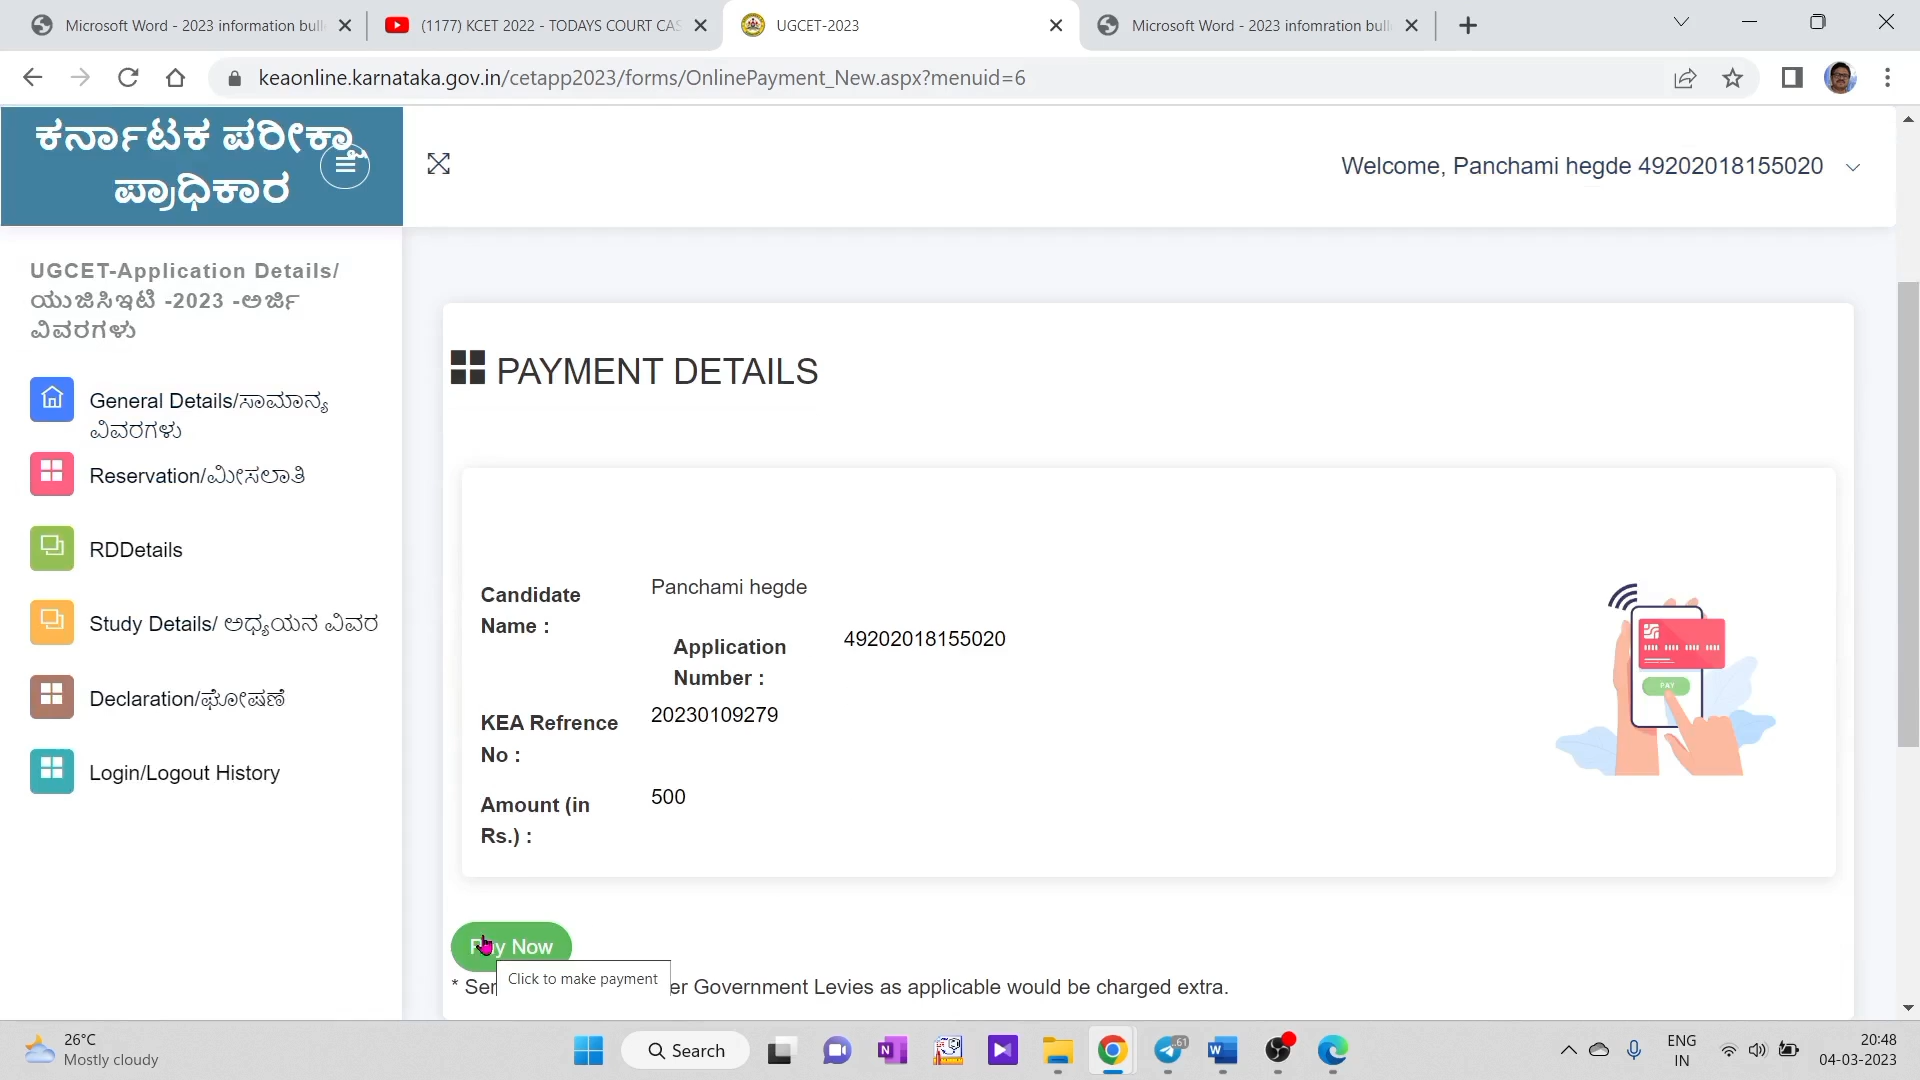 Microsoft Word - 2023 information bull
(1177) KCET 2022 - TODAYS COURT CAS
UGCET-2023
Microsoft Word - 2023 infomration bull
keaonline.karnataka.gov.in/cetapp2023/forms/OnlinePayment_New.aspx?menuid=6
ಕರ್ನಾಟಕ ಪರೀಕ್ಷಾ
ಪ್ರಾಧಿಕಾರ
Welcome, Panchami hegde 49202018155020
UGCET-Application Details/
ಯುಜಿಸಿಇಟಿ -2023 -ಅರ್ಜಿ
ವಿವರಗಳು
General Details/ಸಾಮಾನ್ಯ
ವಿವರಗಳು
Reservation/ಮೀಸಲಾತಿ
RDDetails
Study Details/ ಅಧ್ಯಯನ ವಿವರ
Declaration/ಘೋಷಣೆ
Login/Logout History
PAYMENT DETAILS
Candidate
Name :
Panchami hegde
Application
Number :
49202018155020
KEA Refrence
No :
20230109279
Amount (in
Rs.) :
500
PAY
Pay Now
Click to make payment
* Ser
er Government Levies as applicable would be charged extra.
26°C
Mostly cloudy
Search
61
ENG
IN
20:48
04-03-2023